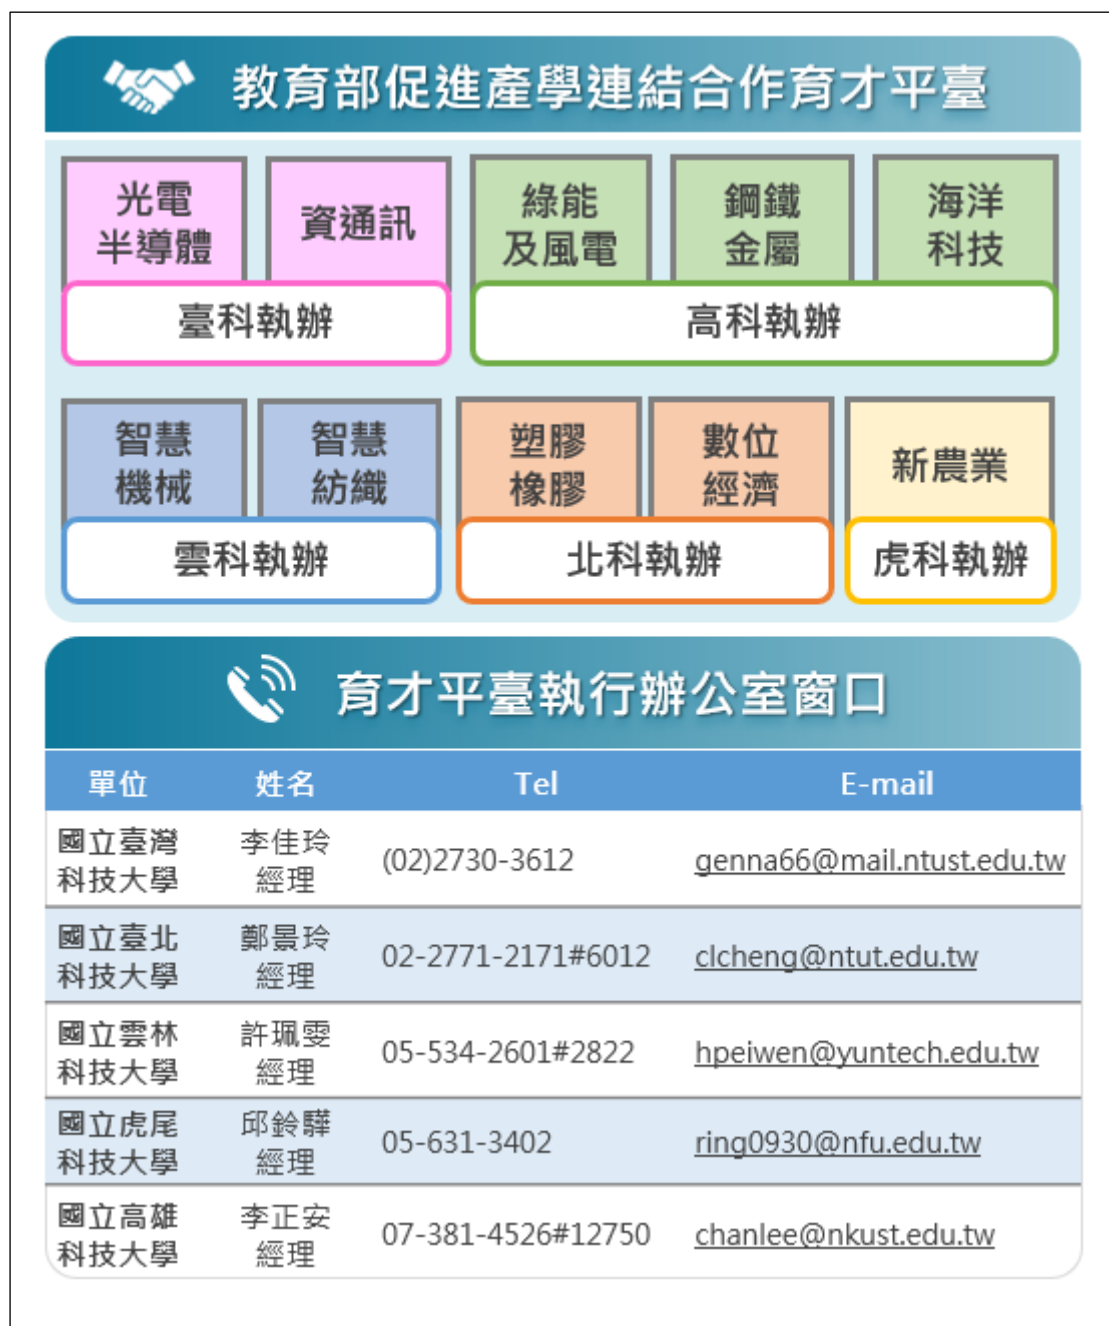 教育部促進產學連結合作育才平臺
光電
半導體
資通訊
綠能
及風電
鋼鐵
金屬
海洋
科技
臺科執辦
高科執辦
智慧
機械
智慧
紡織
塑膠
橡膠
數位
經濟
新農業
雲科執辦
北科執辦
虎科執辦
育才平臺執行辦公室窗口
單位 姓名 Tel E-mail
國立臺灣
科技大學
李佳玲
經理
(02)2730-3612
genna66@mail.ntust.edu.tw
國立臺北
科技大學
鄭景玲
經理
02-2771-2171#6012
clcheng@ntut.edu.tw
國立雲林
科技大學
許珮雯
經理
05-534-2601#2822
hpeiwen@yuntech.edu.tw
國立虎尾
科技大學
邱鈴驊
經理
05-631-3402
ring0930@nfu.edu.tw
國立高雄
科技大學
李正安
經理
07-381-4526#12750
chanlee@nkust.edu.tw